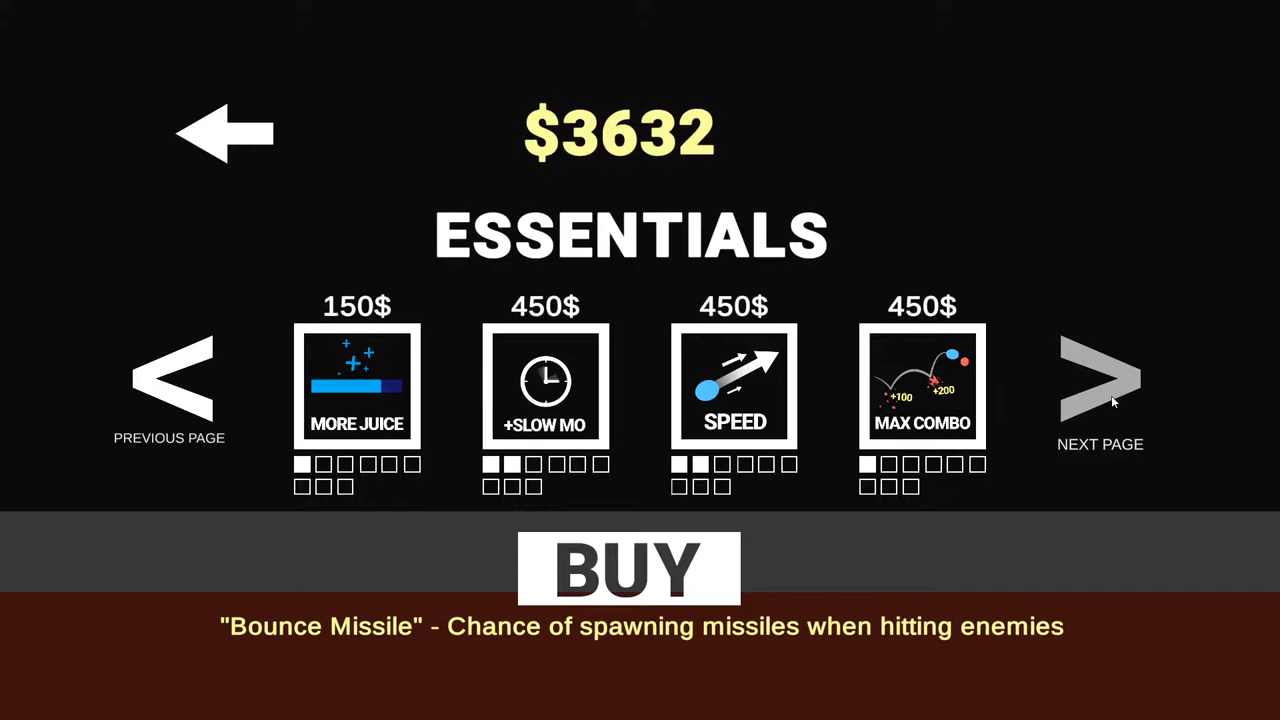 $3632
ESSENTIALS
150$ 450$ 450$ 450$
+100 +200
MORE JUICE +SLOW MO SPEED MAX COMBO
PREVIOUS PAGE NEXT PAGE
BUY
"Bounce Missile" - Chance of spawning missiles when hitting enemies